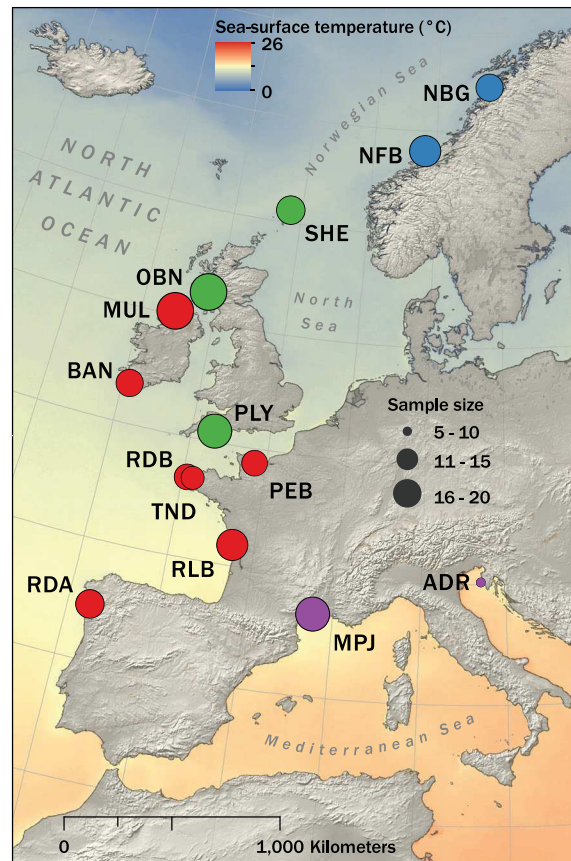 Sea-surface temperature (°C)
26
0
NBG
Norwegian Sea
NFB
NORTH
ATLANTIC
OCEAN
SHE
OBN
North
Sea
MUL
BAN
PLY
Sample size
5 - 10
11 - 15
16 - 20
RDB
PEB
TND
RLB
RDA
ADR
MPJ
Mediterranean Sea
0
1,000 Kilometers